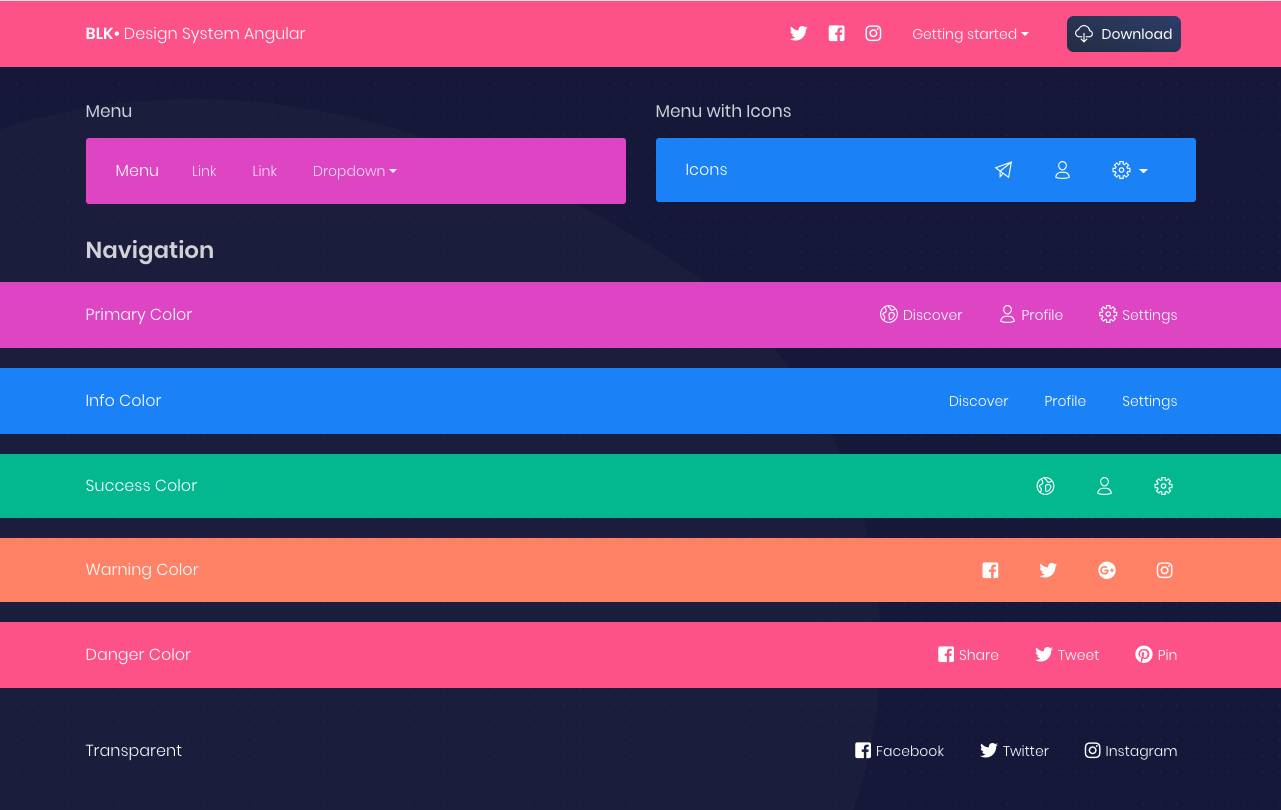 BLK• Design System Angular Getting started Download
Menu Menu with Icons
Menu Link Link Dropdown Icons
Navigation
Primary Color Discover Profile Settings
Info Color Discover Profile Settings
Success Color
Warning Color
Danger Color Share Tweet Pin
Transparent Facebook Twitter Instagram